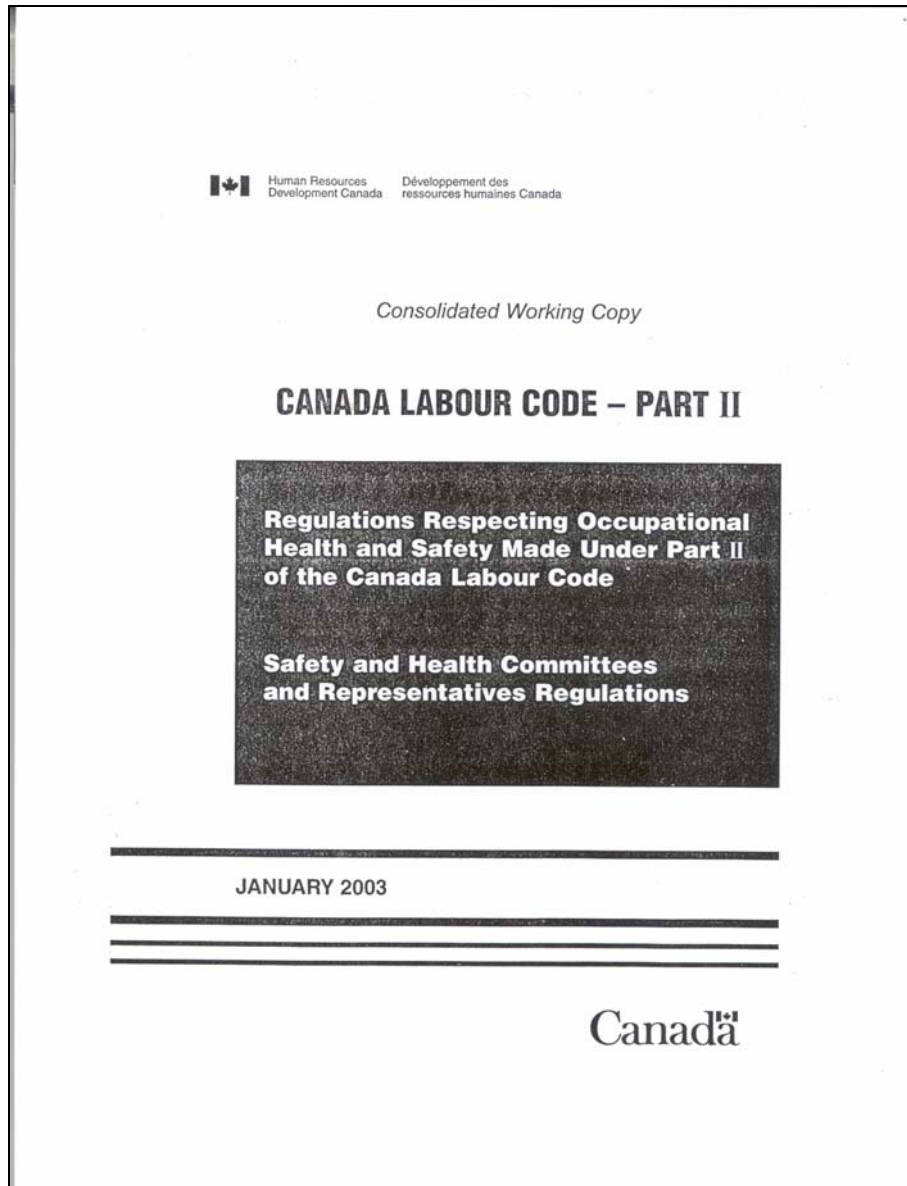 Human Resources Development Canada
Développement des ressources humaines Canada
Consolidated Working Copy
CANADA LABOUR CODE – PART II
Regulations Respecting Occupational
Health and Safety Made Under Part II
of the Canada Labour Code
Safety and Health Committees
and Representatives Regulations
JANUARY 2003
Canada